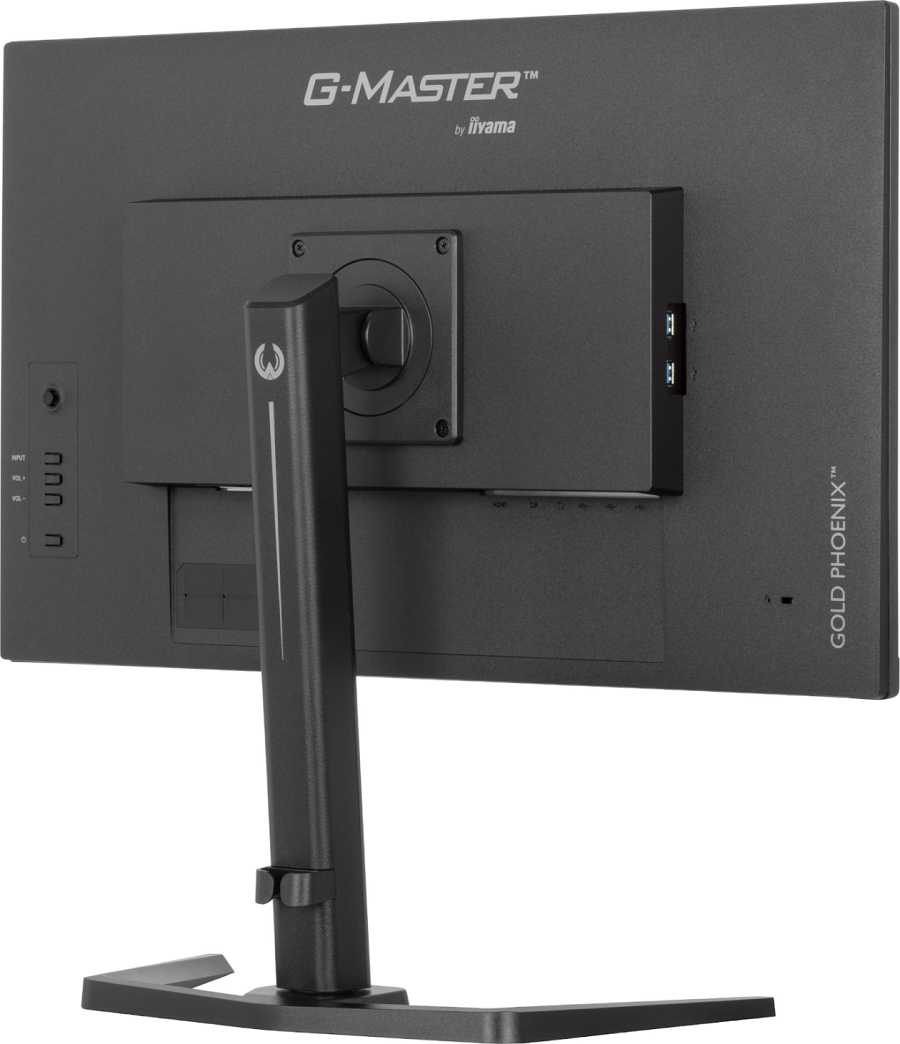 G-MASTER™
by iiyama
INPUT
VOL +
VOL -
HDMI DP
GOLD PHOENIX™